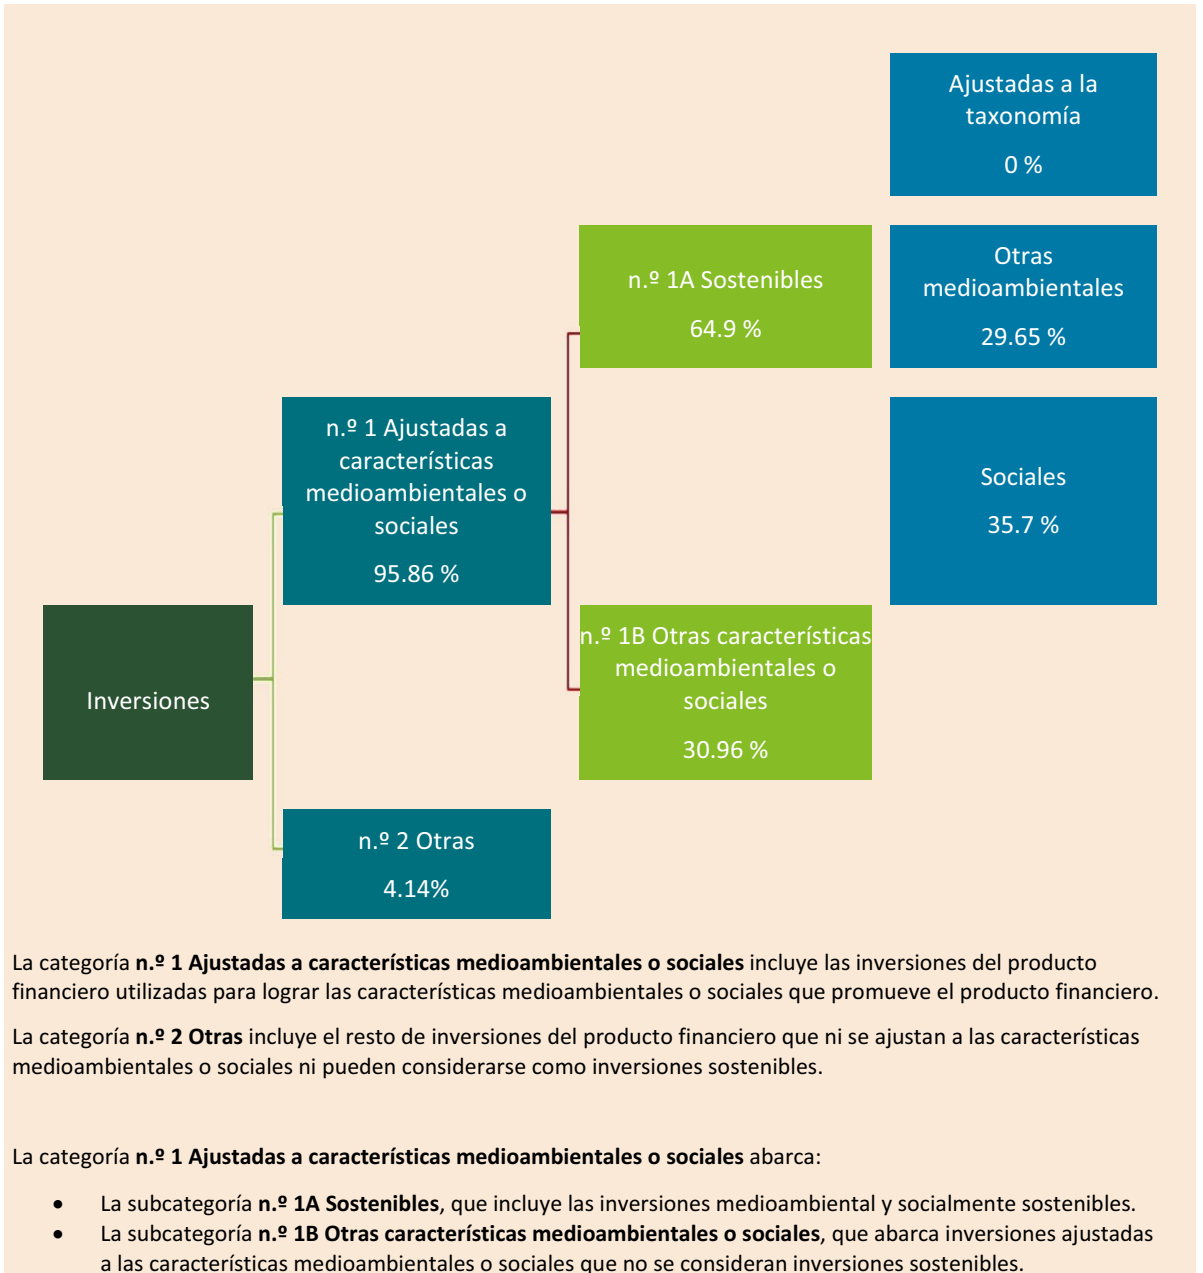 Ajustadas a la
taxonomía
0 %
n.º 1A Sostenibles
64.9 %
Otras
medioambientales
29.65 %
n.º 1 Ajustadas a
características
medioambientales o
sociales
95.86 %
Sociales
35.7 %
Inversiones
n.º 1B Otras características
medioambientales o
sociales
30.96 %
n.º 2 Otras
4.14%
La categoría n.º 1 Ajustadas a características medioambientales o sociales incluye las inversiones del producto
financiero utilizadas para lograr las características medioambientales o sociales que promueve el producto financiero.
La categoría n.º 2 Otras incluye el resto de inversiones del producto financiero que ni se ajustan a las características
medioambientales o sociales ni pueden considerarse como inversiones sostenibles.
La categoría n.º 1 Ajustadas a características medioambientales o sociales abarca:
• La subcategoría n.º 1A Sostenibles, que incluye las inversiones medioambiental y socialmente sostenibles.
• La subcategoría n.º 1B Otras características medioambientales o sociales, que abarca inversiones ajustadas
a las características medioambientales o sociales que no se consideran inversiones sostenibles.